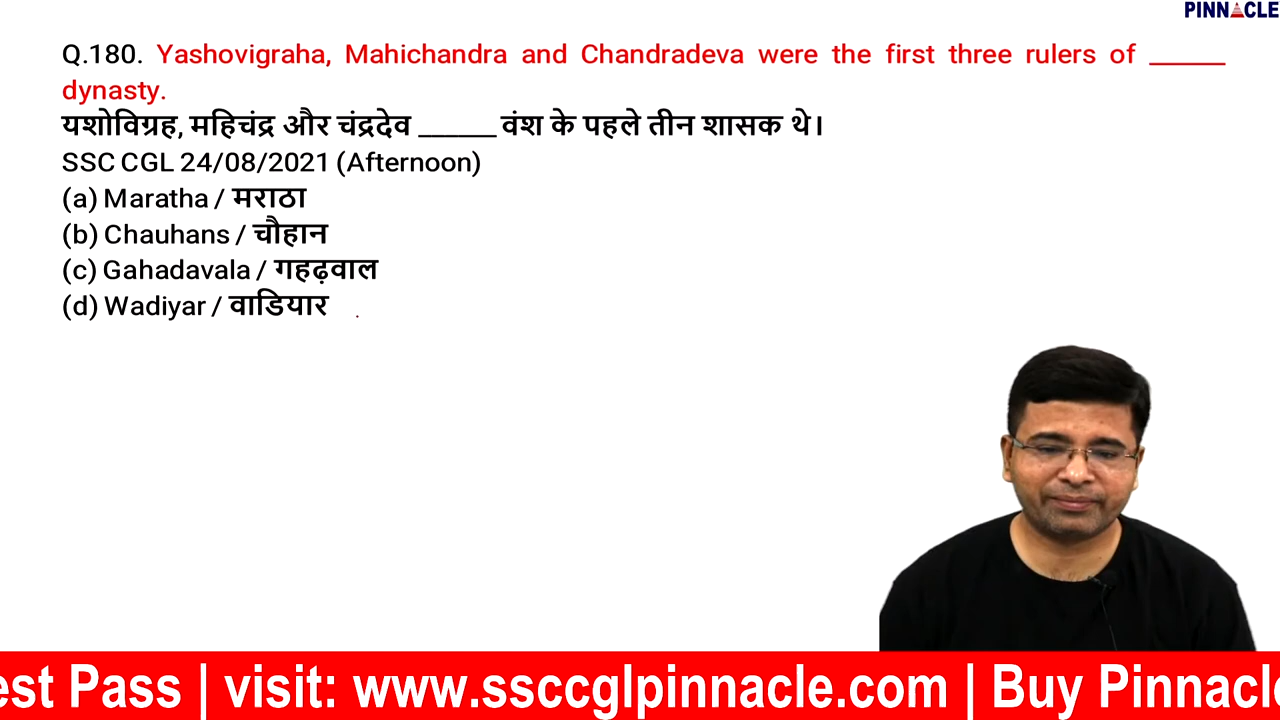 PINNACLE
Q.180. Yashovigraha, Mahichandra and Chandradeva were the first three rulers of ______
dynasty.
यशोविग्रह, महिचंद्र और चंद्रदेव ______ वंश के पहले तीन शासक थे।
SSC CGL 24/08/2021 (Afternoon)
(a) Maratha / मराठा
(b) Chauhans / चौहान
(c) Gahadavala / गहढ़वाल
(d) Wadiyar / वाडियार
est Pass | visit: www.ssccglpinnacle.com | Buy Pinnacle